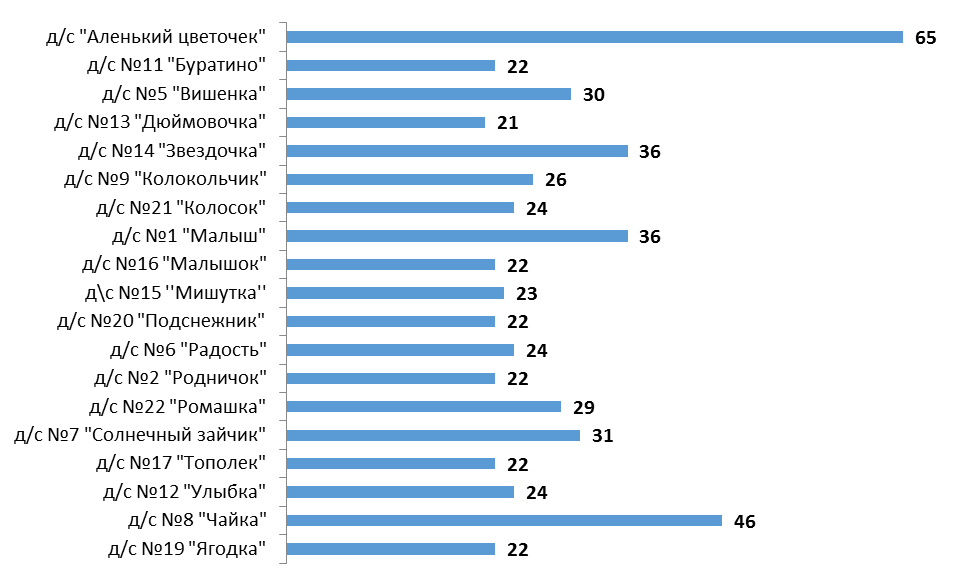 д/с "Аленький цветочек" 65
д/с №11 "Буратино" 22
д/с №5 "Вишенка" 30
д/с №13 "Дюймовочка" 21
д/с №14 "Звездочка" 36
д/с №9 "Колокольчик" 26
д/с №21 "Колосок" 24
д/с №1 "Малыш" 36
д/с №16 "Малышок" 22
д\с №15 ''Мишутка'' 23
д/с №20 "Подснежник" 22
д/с №6 "Радость" 24
д/с №2 "Родничок" 22
д/с №22 "Ромашка" 29
д/с №7 "Солнечный зайчик" 31
д/с №17 "Тополек" 22
д/с №12 "Улыбка" 24
д/с №8 "Чайка" 46
д/с №19 "Ягодка" 22